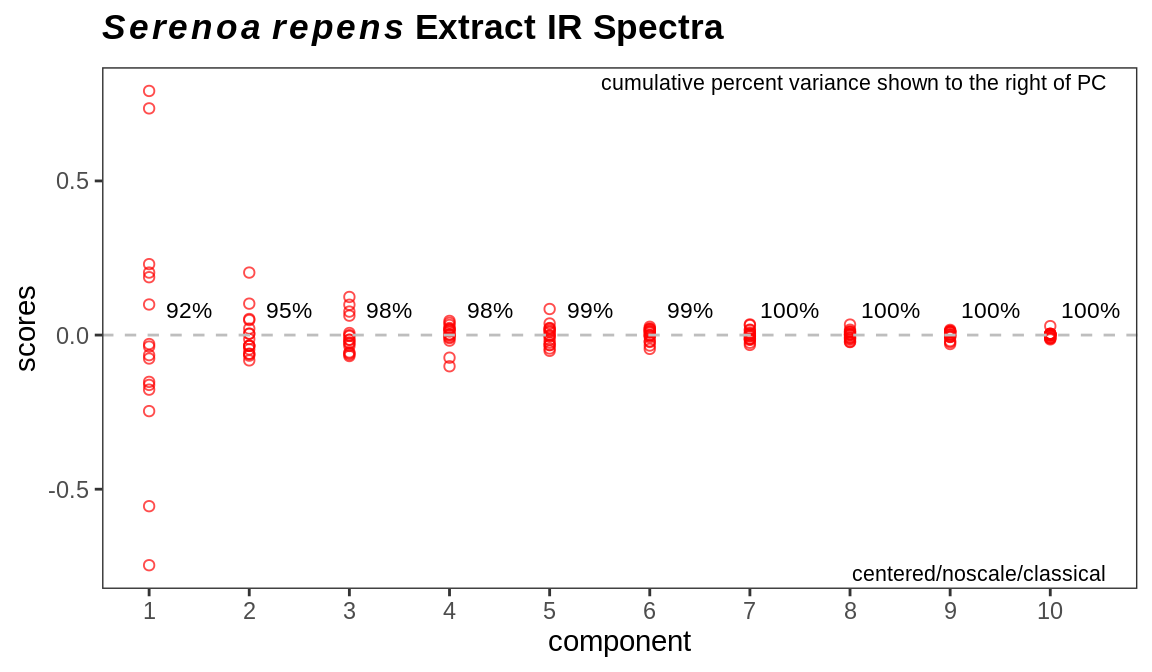 Serenoa repens Extract IR Spectra
cumulative percent variance shown to the right of PC
0.5
92% 95% 98% 98% 99% 99% 100% 100% 100% 100%
0.0
scores
-0.5
centered/noscale/classical
1 2 3 4 5 6 7 8 9 10
component